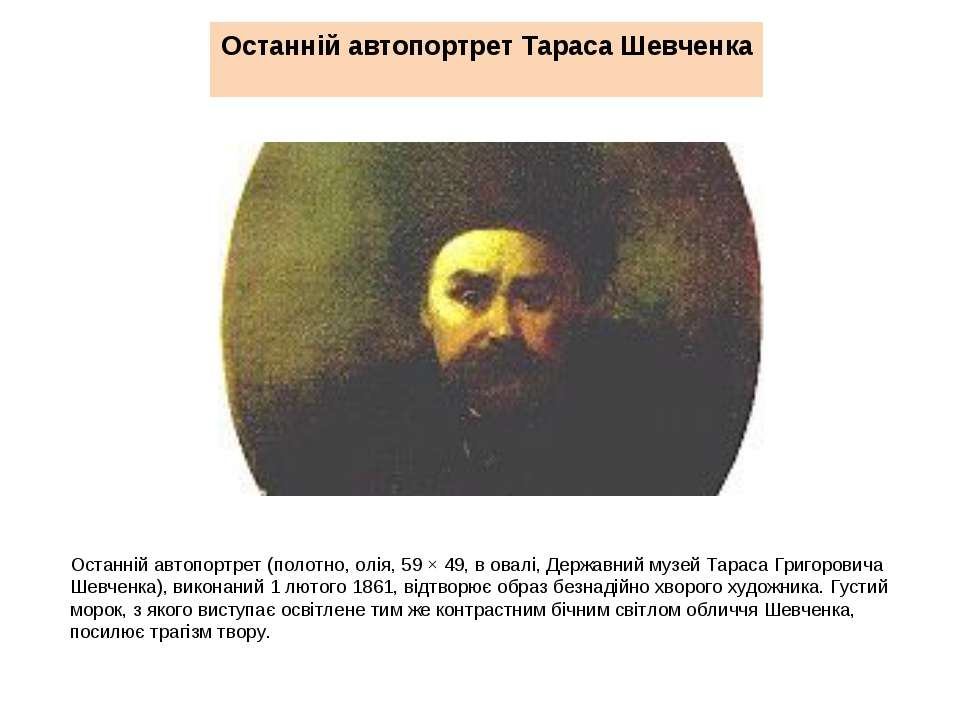 Останній автопортрет Тараса Шевченка
Останній автопортрет (полотно, олія, 59 × 49, в овалі, Державний музей Тараса Григоровича
Шевченка), виконаний 1 лютого 1861, відтворює образ безнадійно хворого художника. Густий
морок, з якого виступає освітлене тим же контрастним бічним світлом обличчя Шевченка,
посилює трагізм твору.